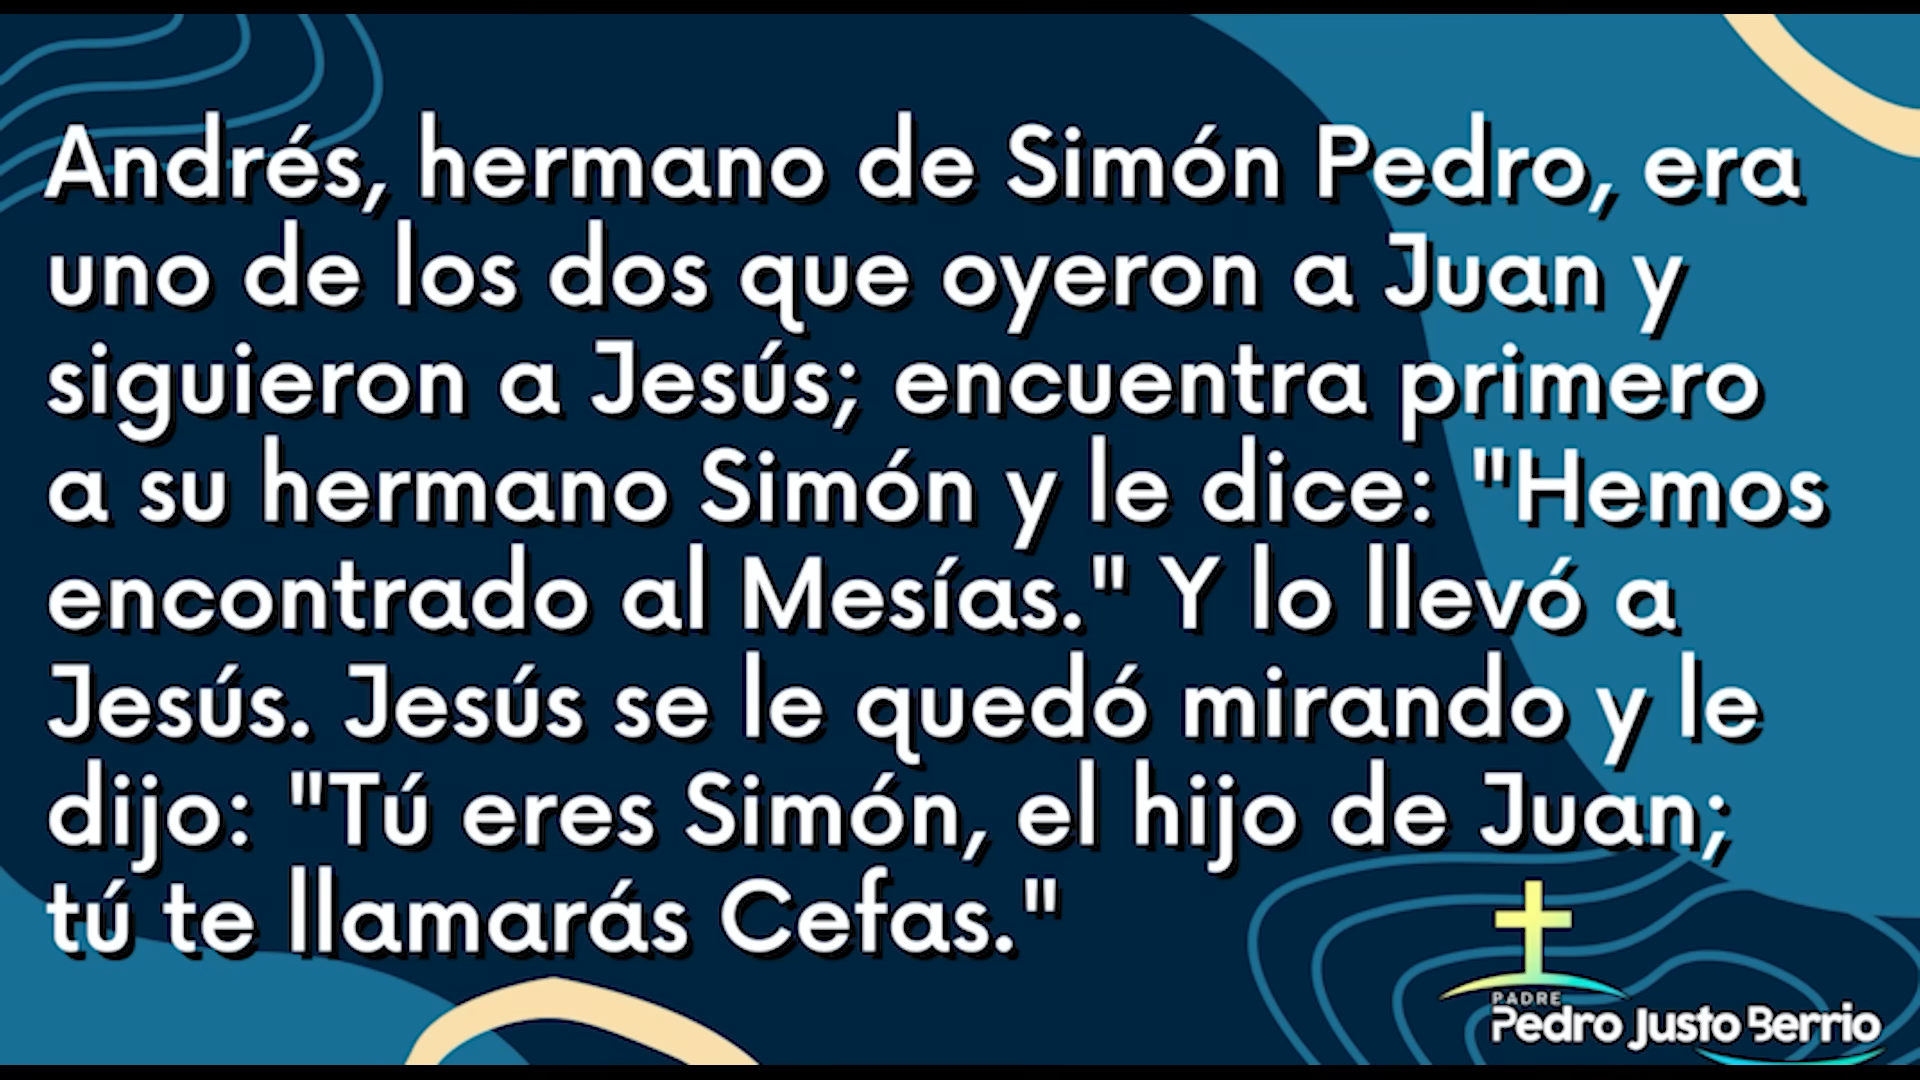 Andrés, hermano de Simón Pedro, era
uno de los dos que oyeron a Juan y
siguieron a Jesús; encuentra primero
a su hermano Simón y le dice: "Hemos
encontrado al Mesías." Y lo llevó a
Jesús. Jesús se le quedó mirando y le
dijo: "Tú eres Simón, el hijo de Juan;
tú te llamarás Cefas."
PADRE
Pedro Justo Berrio